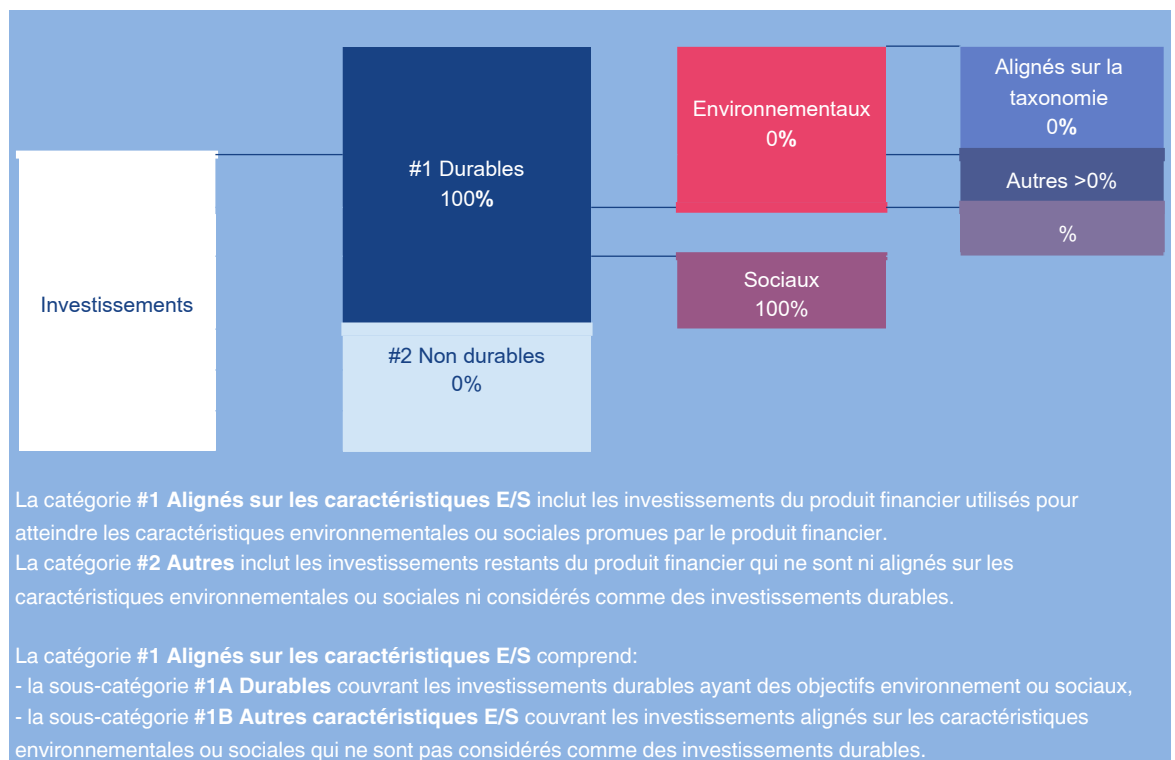 Investissements
#1 Durables
100%
#2 Non durables
0%
Environnementaux
0%
Sociaux
100%
Alignés sur la
taxonomie
0%
Autres >0%
%
La catégorie #1 Alignés sur les caractéristiques E/S inclut les investissements du produit financier utilisés pour
atteindre les caractéristiques environnementales ou sociales promues par le produit financier.
La catégorie #2 Autres inclut les investissements restants du produit financier qui ne sont ni alignés sur les
caractéristiques environnementales ou sociales ni considérés comme des investissements durables.
La catégorie #1 Alignés sur les caractéristiques E/S comprend:
- la sous-catégorie #1A Durables couvrant les investissements durables ayant des objectifs environnement ou sociaux,
- la sous-catégorie #1B Autres caractéristiques E/S couvrant les investissements alignés sur les caractéristiques
environnementales ou sociales qui ne sont pas considérés comme des investissements durables.